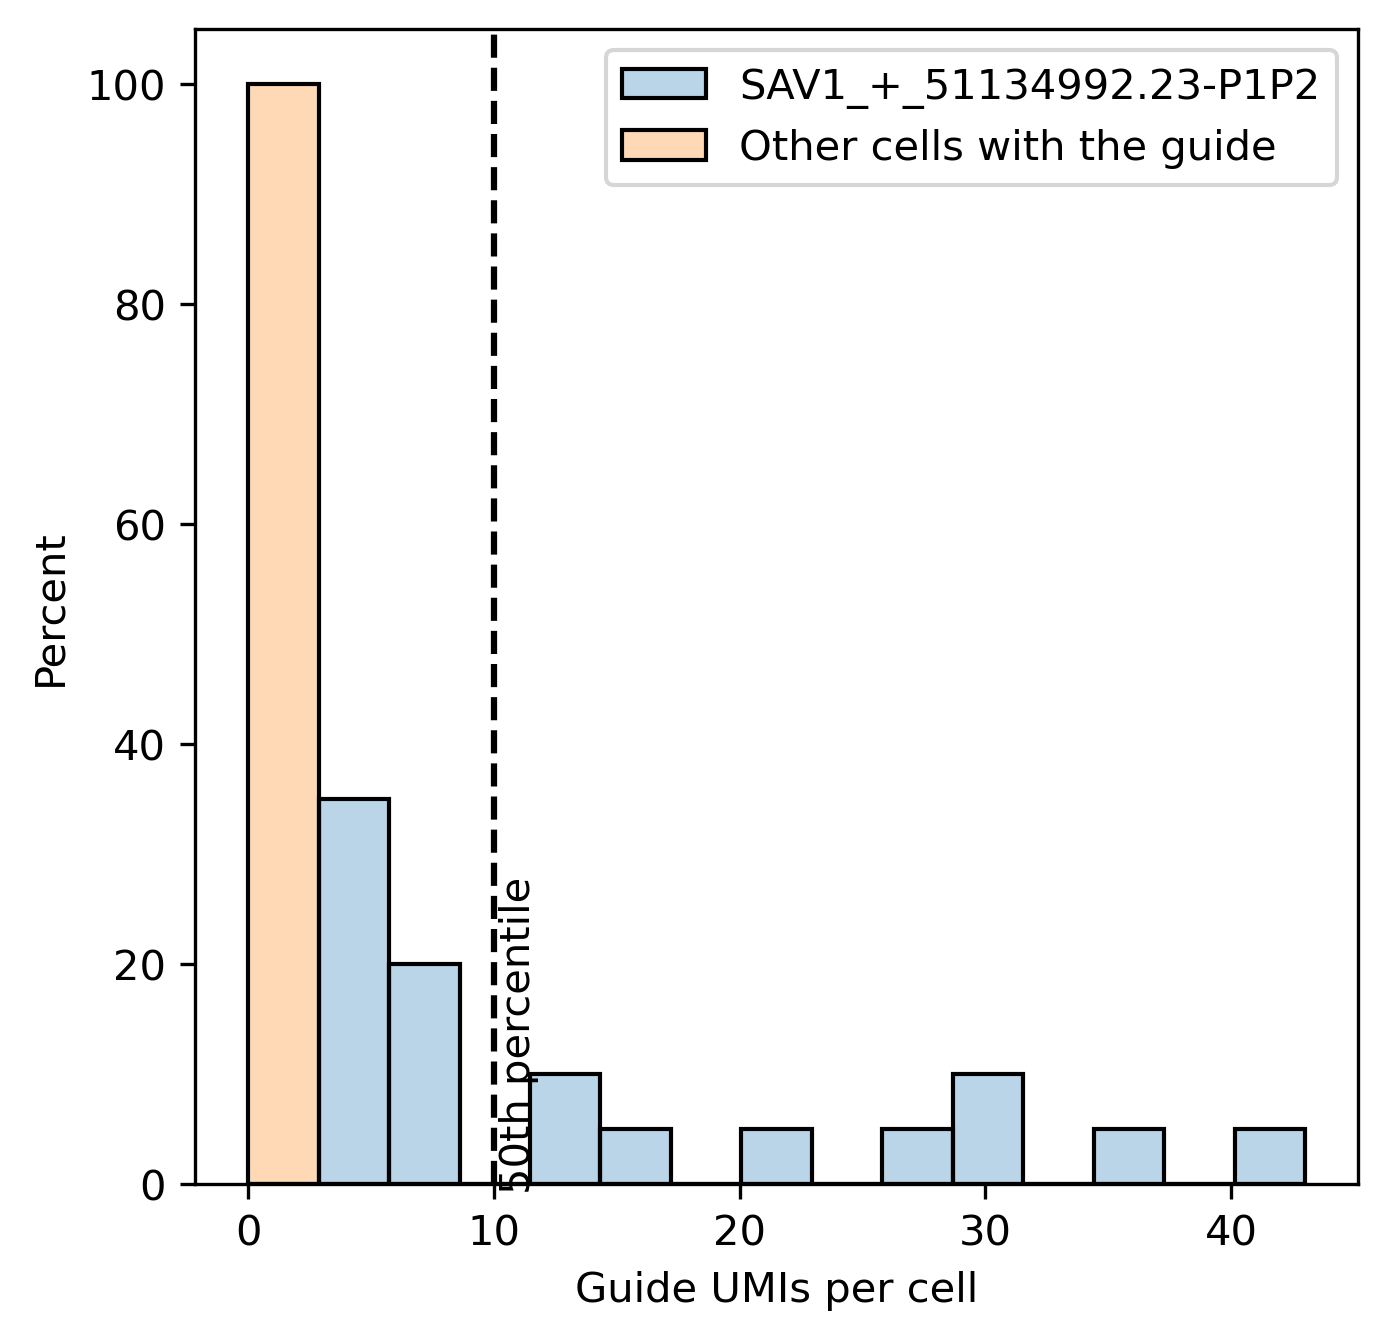 SAV1_+_51134992.23-P1P2
Other cells with the guide
100
80
60
40
20
0
Percent
50th percentile
0 10 20 30 40
Guide UMIs per cell